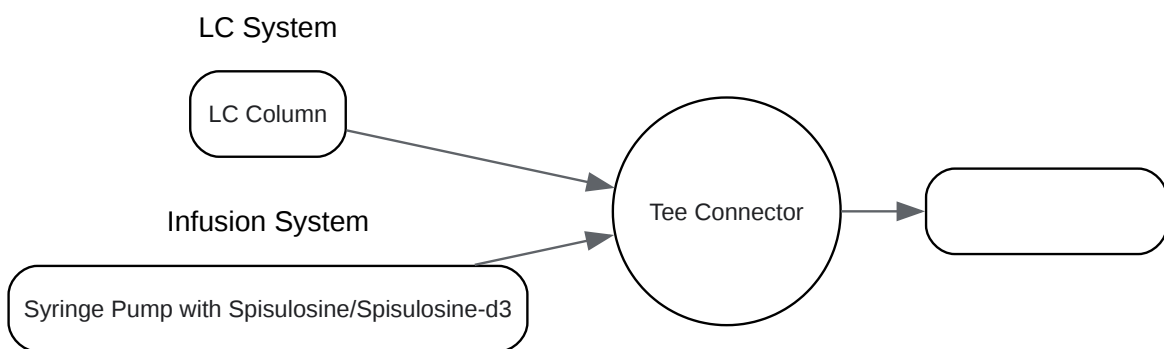 LC System
LC Column
Infusion System
Tee Connector
Syringe Pump with Spisulosine/Spisulosine-d3